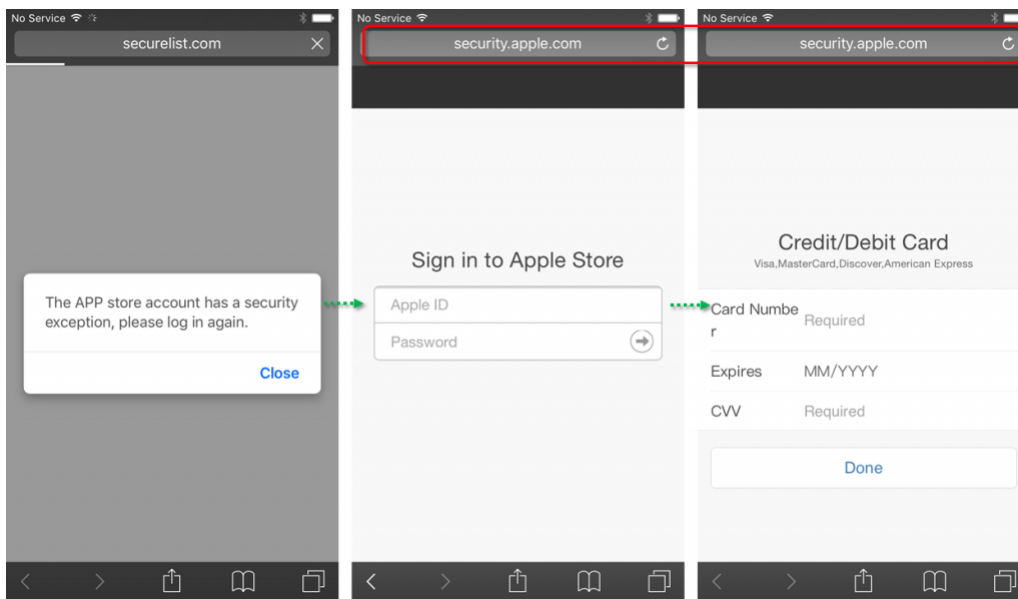 No Service
securelist.com
The APP store account has a security
exception, please log in again.
Close
No Service
security.apple.com
Sign in to Apple Store
Apple ID
Password
No Service
security.apple.com
Credit/Debit Card
Visa,MasterCard,Discover,American Express
Card Numbe
r
Required
Expires
MM/YYYY
CVV
Required
Done